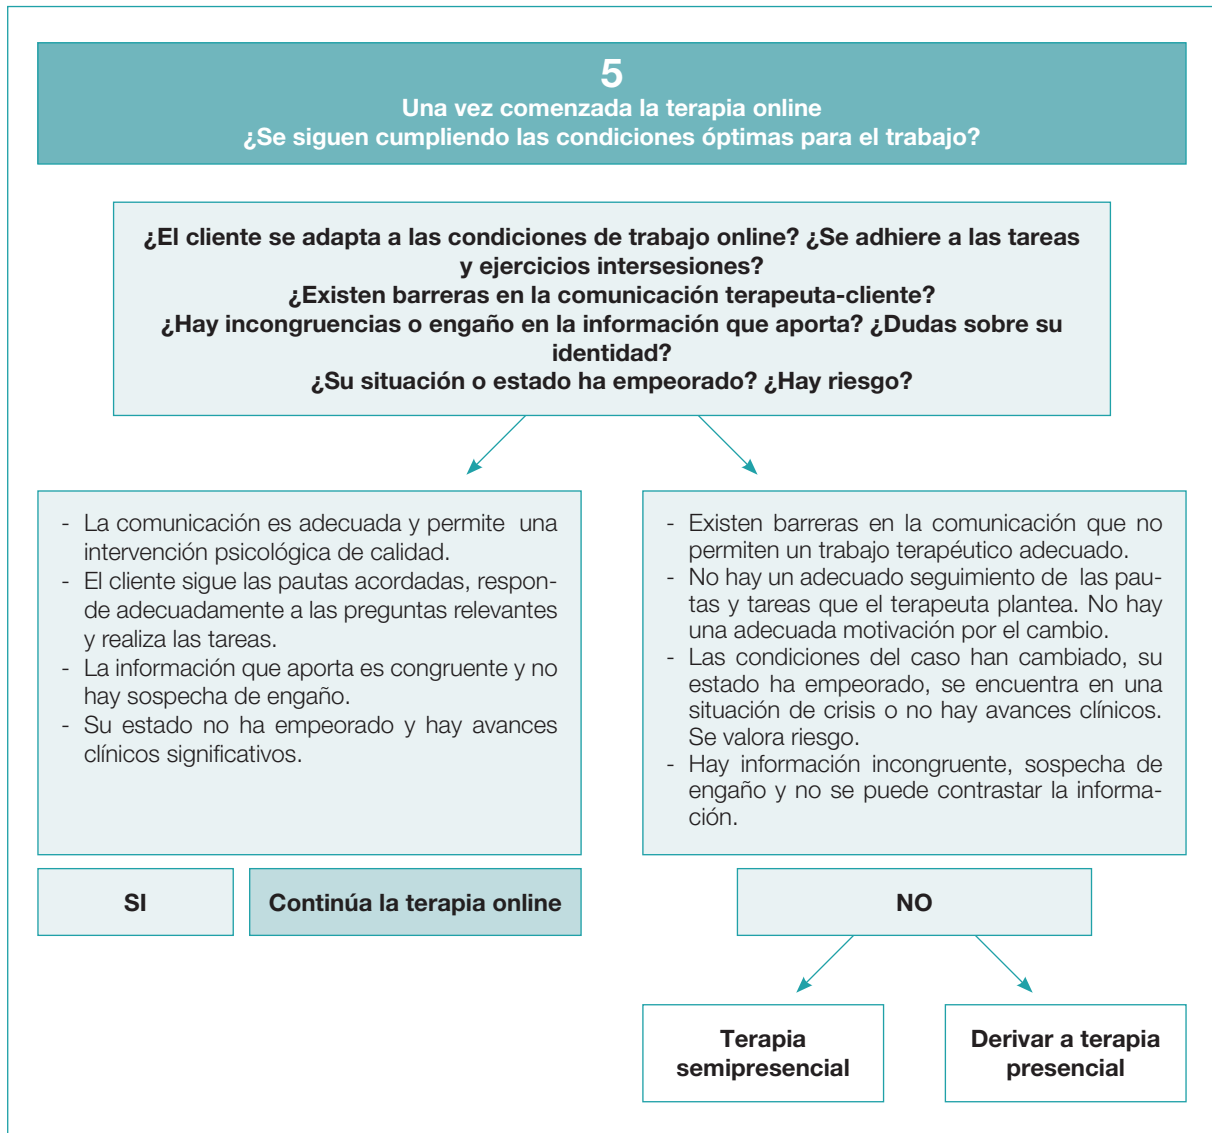 5
Una vez comenzada la terapia online
¿Se siguen cumpliendo las condiciones óptimas para el trabajo?
¿El cliente se adapta a las condiciones de trabajo online? ¿Se adhiere a las tareas
y ejercicios intersesiones?
¿Existen barreras en la comunicación terapeuta-cliente?
¿Hay incongruencias o engaño en la información que aporta? ¿Dudas sobre su
identidad?
¿Su situación o estado ha empeorado? ¿Hay riesgo?
- La comunicación es adecuada y permite una
intervención psicológica de calidad.
- El cliente sigue las pautas acordadas, respon-
de adecuadamente a las preguntas relevantes
y realiza las tareas.
- La información que aporta es congruente y no
hay sospecha de engaño.
- Su estado no ha empeorado y hay avances
clínicos significativos.
SI
Continúa la terapia online
- Existen barreras en la comunicación que no
permiten un trabajo terapéutico adecuado.
- No hay un adecuado seguimiento de las pau-
tas y tareas que el terapeuta plantea. No hay
una adecuada motivación por el cambio.
- Las condiciones del caso han cambiado, su
estado ha empeorado, se encuentra en una
situación de crisis o no hay avances clínicos.
Se valora riesgo.
- Hay información incongruente, sospecha de
engaño y no se puede contrastar la informa-
ción.
NO
Terapia
semipresencial
Derivar a terapia
presencial